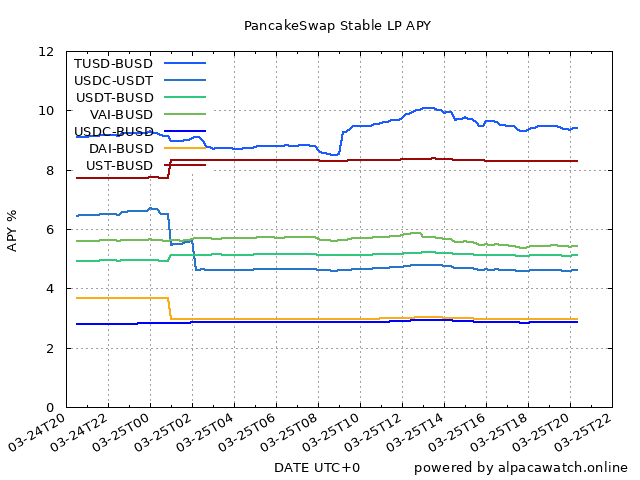 PancakeSwap Stable LP APY
12
10
8
6
4
2
0
APY %
TUSD-BUSD
USDC-USDT
USDT-BUSD
VAI-BUSD
USDC-BUSD
DAI-BUSD
UST-BUSD
03-24T20
03-24T22
03-25T00
03-25T02
03-25T04
03-25T06
03-25T08
03-25T10
03-25T12
03-25T14
03-25T16
03-25T18
03-25T20
03-25T22
DATE UTC+0
powered by alpacawatch.online